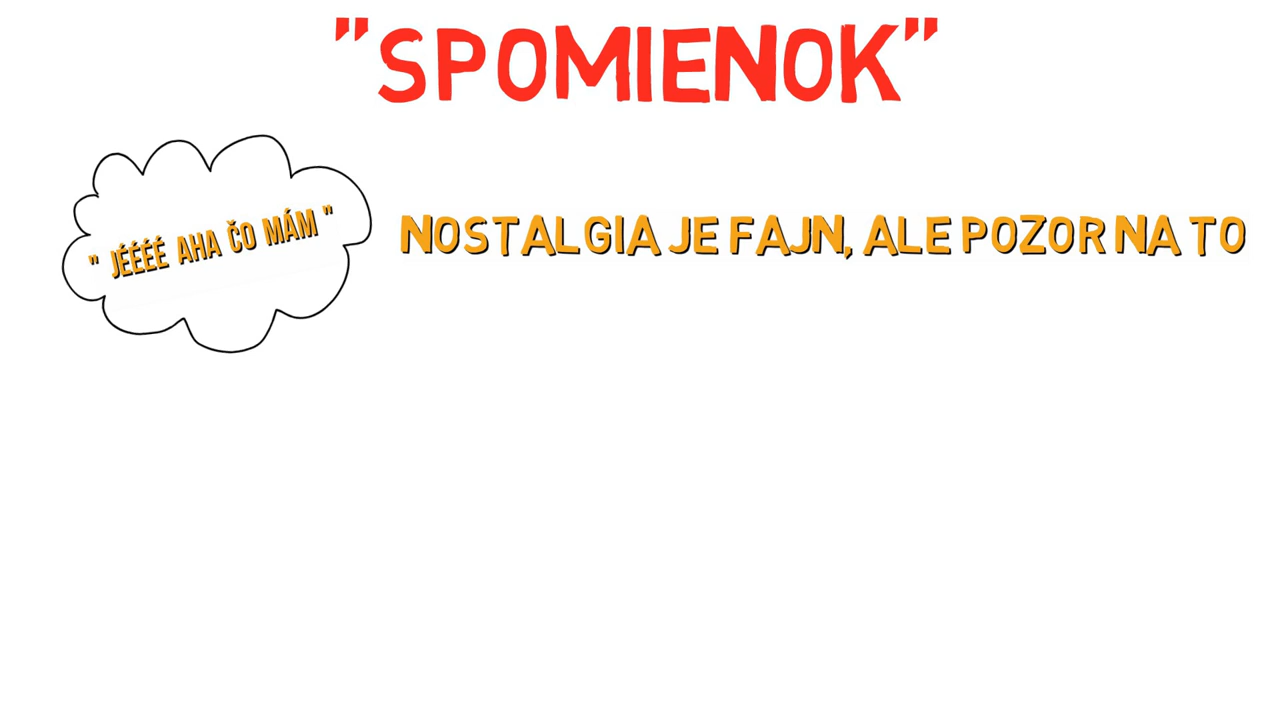 "SPOMIENOK"
" JÉÉÉÉ AHA ČO MÁM "
NOSTALGIA JE FAJN, ALE POZOR NA TO